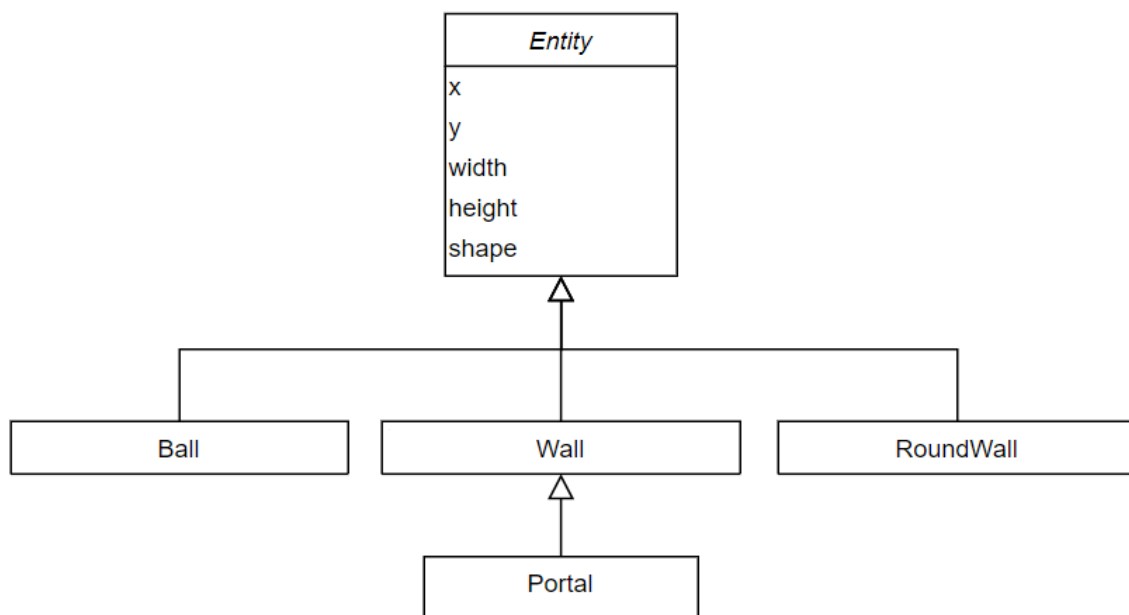 Entity
x
y
width
height
shape
Ball
Wall
RoundWall
Portal